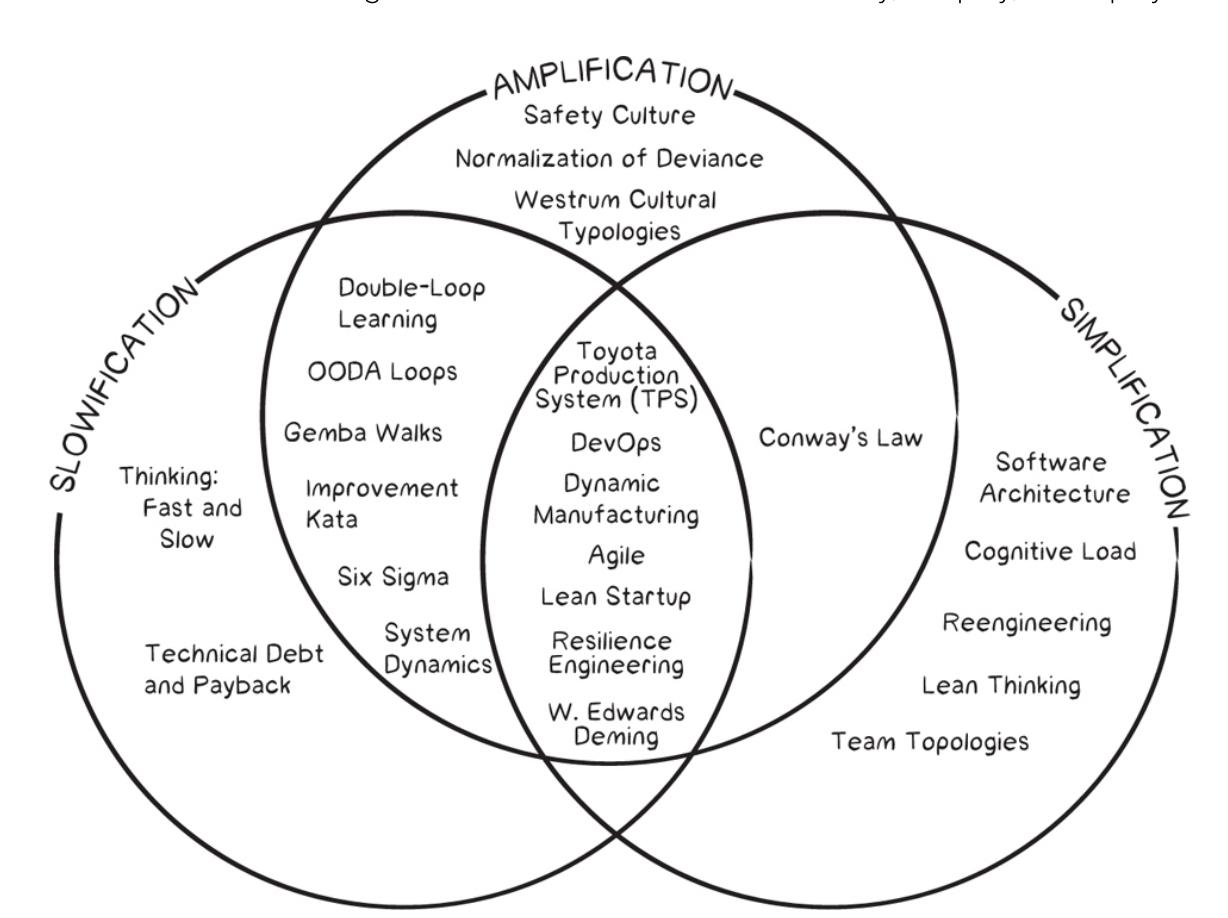 AMPLIFICATION
Safety Culture
Normalization of Deviance
Westrum Cultural
Typologies
SLOWIFICATION
Thinking:
Fast and
Slow
Technical Debt
and Payback
Double-Loop
Learning
OODA Loops
Gemba Walks
Improvement
Kata
Six Sigma
System
Dynamics
Toyota
Production
System (TPS)
DevOps
Dynamic
Manufacturing
Agile
Lean Startup
Resilience
Engineering
W. Edwards
Deming
Conway's Law
SIMPLIFICATION
Software
Architecture
Cognitive Load
Reengineering
Lean Thinking
Team Topologies